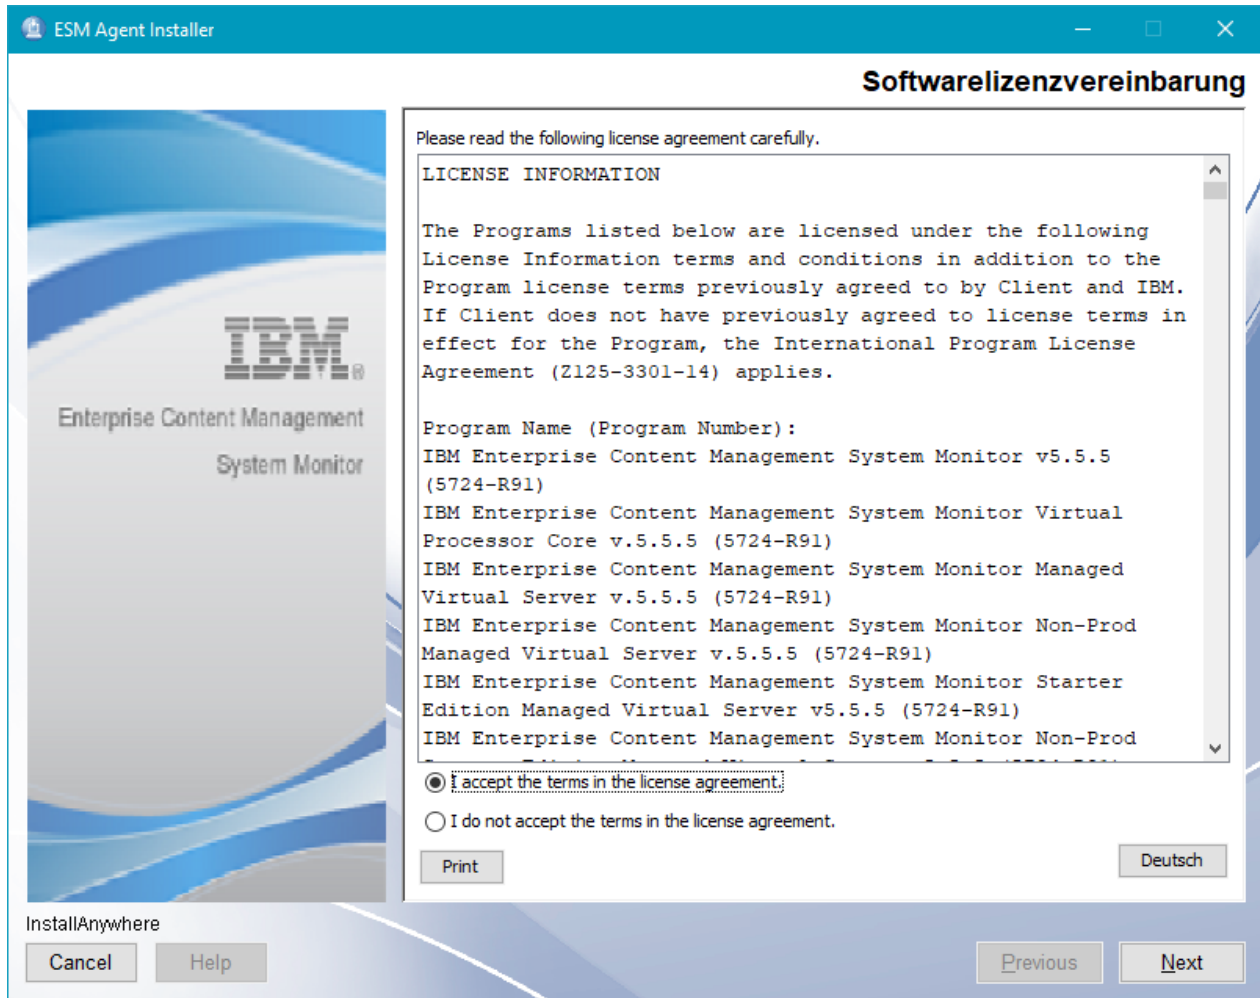 ESM Agent Installer
Softwarelizenzvereinbarung
IBM®
Enterprise Content Management
System Monitor
Please read the following license agreement carefully.
LICENSE INFORMATION
The Programs listed below are licensed under the following
License Information terms and conditions in addition to the
Program license terms previously agreed to by Client and IBM.
If Client does not have previously agreed to license terms in
effect for the Program, the International Program License
Agreement (Z125-3301-14) applies.
Program Name (Program Number):
IBM Enterprise Content Management System Monitor v5.5.5
(5724-R91)
IBM Enterprise Content Management System Monitor Virtual
Processor Core v.5.5.5 (5724-R91)
IBM Enterprise Content Management System Monitor Managed
Virtual Server v.5.5.5 (5724-R91)
IBM Enterprise Content Management System Monitor Non-Prod
Managed Virtual Server v.5.5.5 (5724-R91)
IBM Enterprise Content Management System Monitor Starter
Edition Managed Virtual Server v5.5.5 (5724-R91)
IBM Enterprise Content Management System Monitor Non-Prod
I accept the terms in the license agreement.
I do not accept the terms in the license agreement.
Print
Deutsch
InstallAnywhere
Cancel
Help
Previous
Next